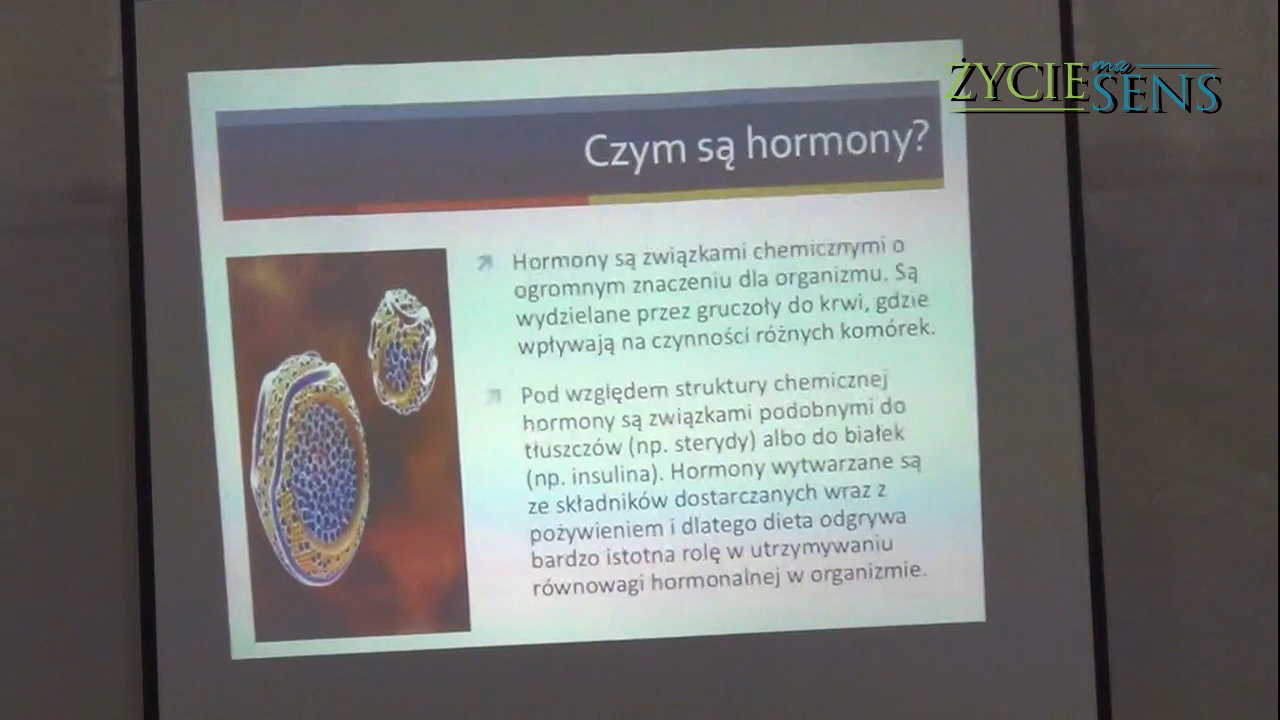 ŻYCIE ma SENS
Czym są hormony?
Hormony są związkami chemicznymi o
ogromnym znaczeniu dla organizmu. Są
wydzielane przez gruczoły do krwi, gdzie
wpływają na czynności różnych komórek.
Pod względem struktury chemicznej
hormony są związkami podobnymi do
tłuszczów (np. sterydy) albo do białek
(np. insulina). Hormony wytwarzane są
ze składników dostarczanych wraz z
pożywieniem i dlatego dieta odgrywa
bardzo istotna rolę w utrzymywaniu
równowagi hormonalnej w organizmie.